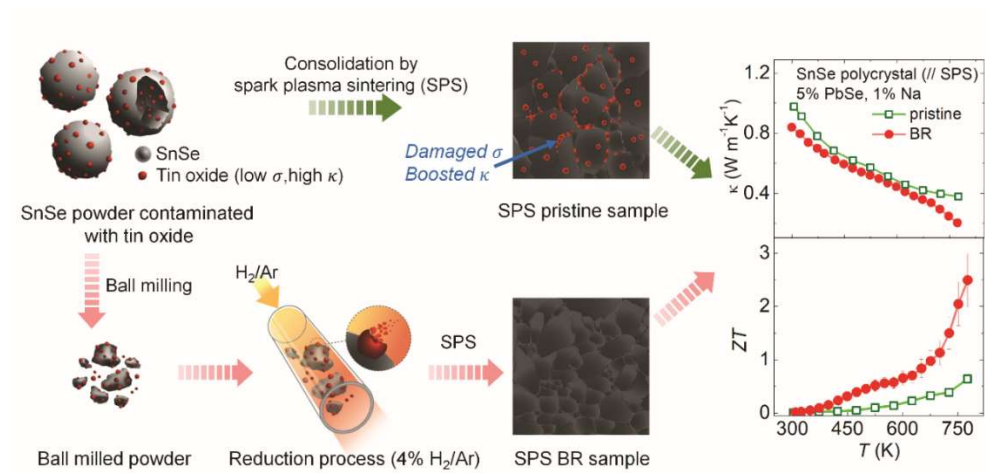 Consolidation by
spark plasma sintering (SPS)
SnSe
Tin oxide (low σ,high κ)
SnSe powder contaminated
with tin oxide
Damaged σ
Boosted κ
SPS pristine sample
Ball milling
H₂/Ar
SPS
Ball milled powder
Reduction process (4% H₂/Ar)
SPS BR sample
κ (W m⁻¹K⁻¹)
1.2
0.8
0.4
SnSe polycrystal (// SPS)
5% PbSe, 1% Na
pristine
BR
ZT
3
2
1
0
300 450 600 750
T (K)